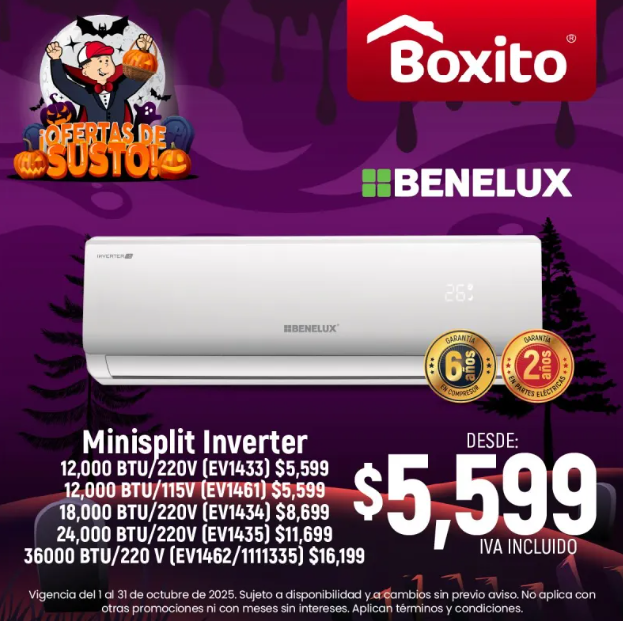 Boxito®
¡OFERTAS DE
SUSTO!
BENELUX
INVERTER
26
BENELUX
GARANTÍA
6 años
EN COMPRESOR
GARANTÍA
2 años
EN PARTES ELÉCTRICAS
Minisplit Inverter
12,000 BTU/220V (EV1433) $5,599
12,000 BTU/115V (EV1461) $5,599
18,000 BTU/220V (EV1434) $8,699
24,000 BTU/220V (EV1435) $11,699
36000 BTU/220 V (EV1462/1111335) $16,199
DESDE:
$5,599
IVA INCLUIDO
Vigencia del 1 al 31 de octubre de 2025. Sujeto a disponibilidad y a cambios sin previo aviso. No aplica con
otras promociones ni con meses sin intereses. Aplican términos y condiciones.